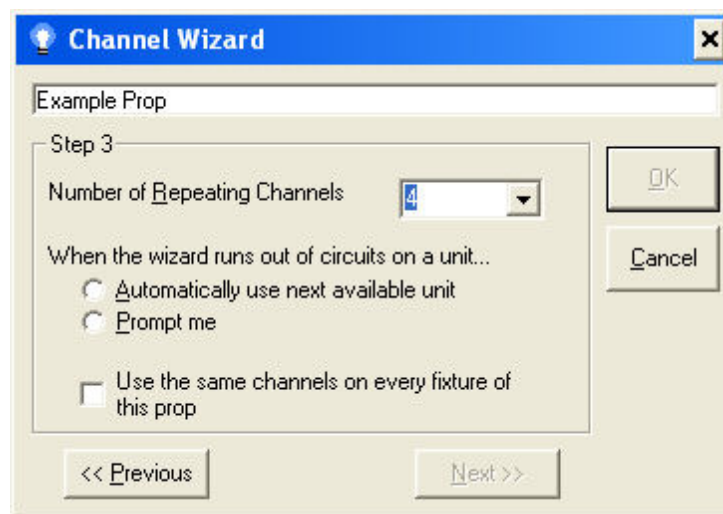 Channel Wizard
Example Prop
Step 3
Number of Repeating Channels 4
OK
When the wizard runs out of circuits on a unit...
Cancel
Automatically use next available unit
Prompt me
Use the same channels on every fixture of
this prop
<< Previous
Next >>